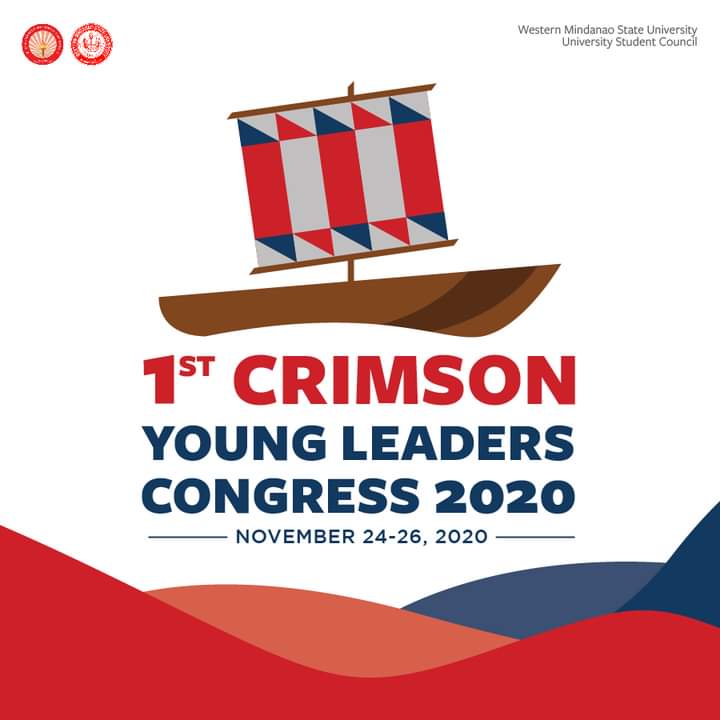 Western Mindanao State University
University Student Council
1ST CRIMSON
YOUNG LEADERS
CONGRESS 2020
NOVEMBER 24-26, 2020